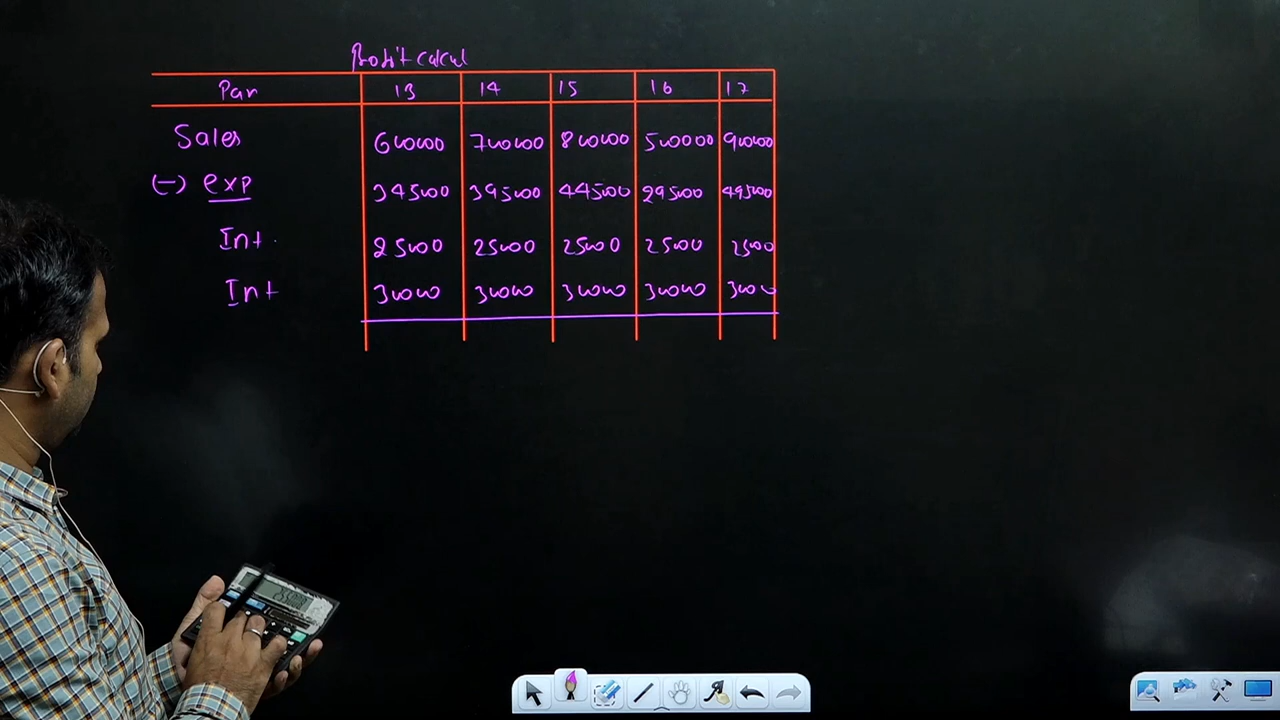 Profit calcul
Par 13 14 15 16 17
Sales 600000 700000 800000 500000 900000
(-) exp 345000 395000 445000 295000 495000
Int 25000 25000 25000 25000 25000
Int 30000 30000 30000 30000 30000